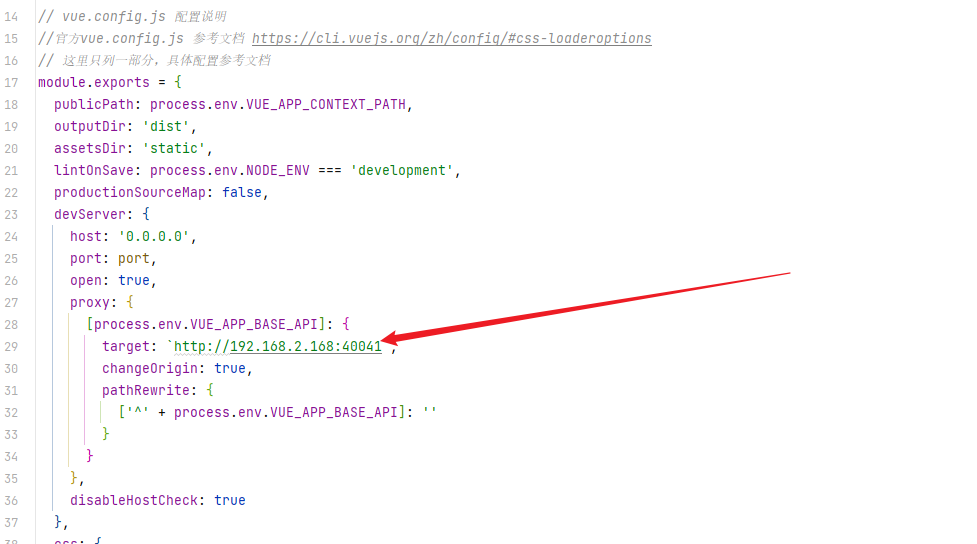 14 // vue.config.js 配置说明
15 //官方vue.config.js 参考文档 https://cli.vuejs.org/zh/config/#css-loaderoptions
16 // 这里只列一部分，具体配置参考文档
17 module.exports = {
18   publicPath: process.env.VUE_APP_CONTEXT_PATH,
19   outputDir: 'dist',
20   assetsDir: 'static',
21   lintOnSave: process.env.NODE_ENV === 'development',
22   productionSourceMap: false,
23   devServer: {
24     host: '0.0.0.0',
25     port: port,
26     open: true,
27     proxy: {
28       [process.env.VUE_APP_BASE_API]: {
29         target: `http://192.168.2.168:40041`,
30         changeOrigin: true,
31         pathRewrite: {
32           ['^' + process.env.VUE_APP_BASE_API]: ''
33         }
34       }
35     },
36     disableHostCheck: true
37   },
38   css: {